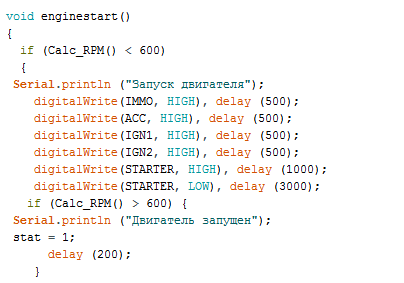 void enginestart()
{
if (Calc_RPM() < 600)
{
Serial.println ("Запуск двигателя");
digitalWrite(IMMO, HIGH), delay (500);
digitalWrite(ACC, HIGH), delay (500);
digitalWrite(IGN1, HIGH), delay (500);
digitalWrite(IGN2, HIGH), delay (500);
digitalWrite(STARTER, HIGH), delay (1000);
digitalWrite(STARTER, LOW), delay (3000);
if (Calc_RPM() > 600) {
Serial.println ("Двигатель запущен");
stat = 1;
delay (200);
}